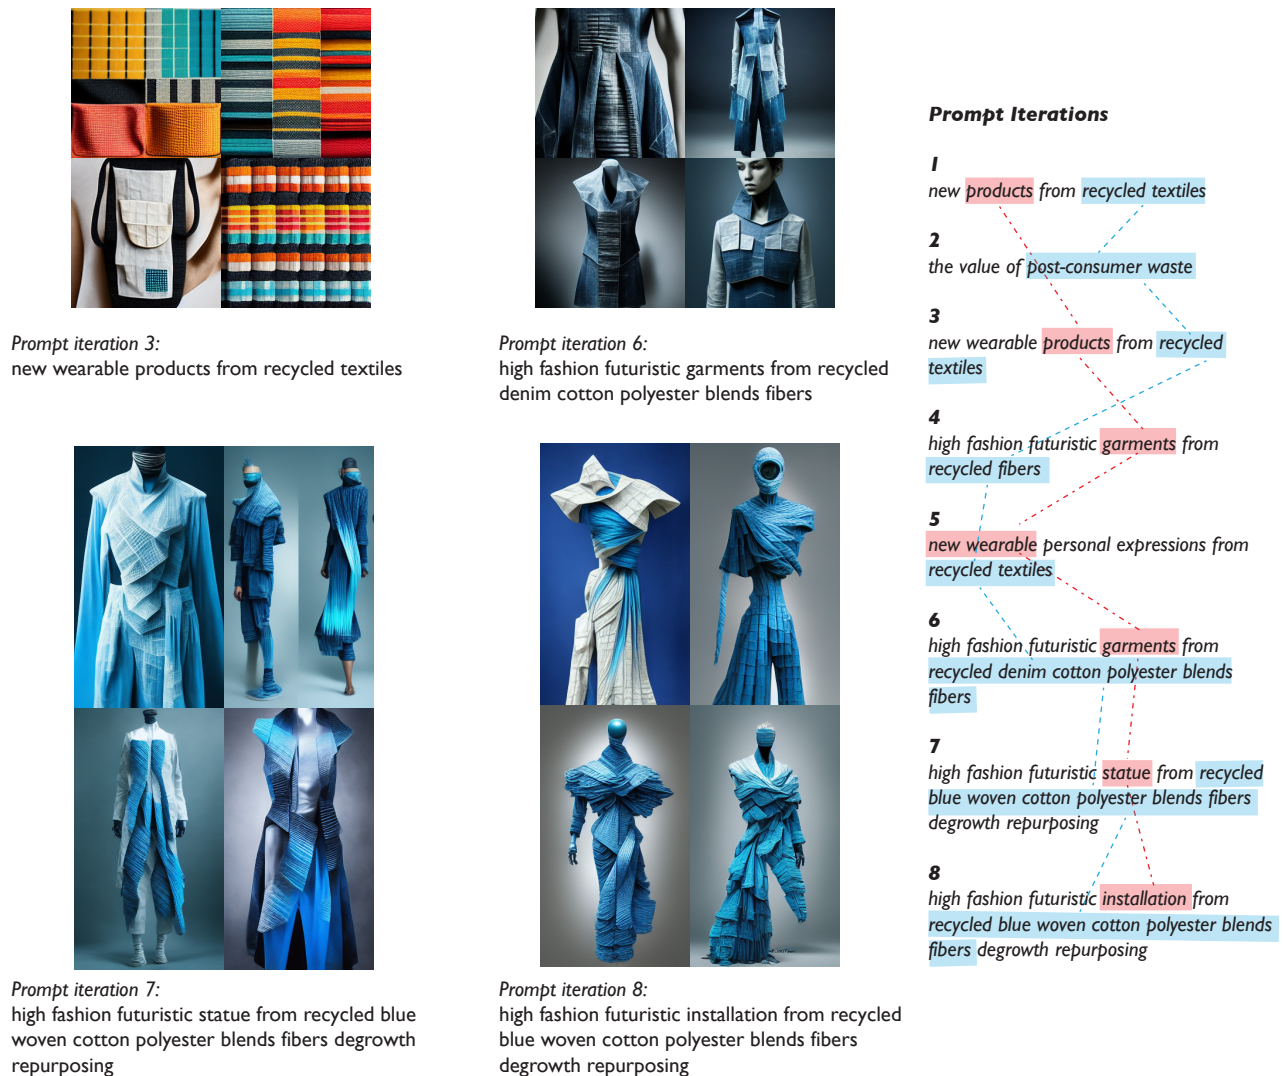 Prompt iteration 3:
new wearable products from recycled textiles
Prompt iteration 6:
high fashion futuristic garments from recycled
denim cotton polyester blends fibers
Prompt iteration 7:
high fashion futuristic statue from recycled blue
woven cotton polyester blends fibers degrowth
repurposing
Prompt iteration 8:
high fashion futuristic installation from recycled
blue woven cotton polyester blends fibers
degrowth repurposing
Prompt Iterations
1
new products from recycled textiles
2
the value of post-consumer waste
3
new wearable products from recycled
textiles
4
high fashion futuristic garments from
recycled fibers
5
new wearable personal expressions from
recycled textiles
6
high fashion futuristic garments from
recycled denim cotton polyester blends
fibers
7
high fashion futuristic statue from recycled
blue woven cotton polyester blends fibers
degrowth repurposing
8
high fashion futuristic installation from
recycled blue woven cotton polyester blends
fibers degrowth repurposing